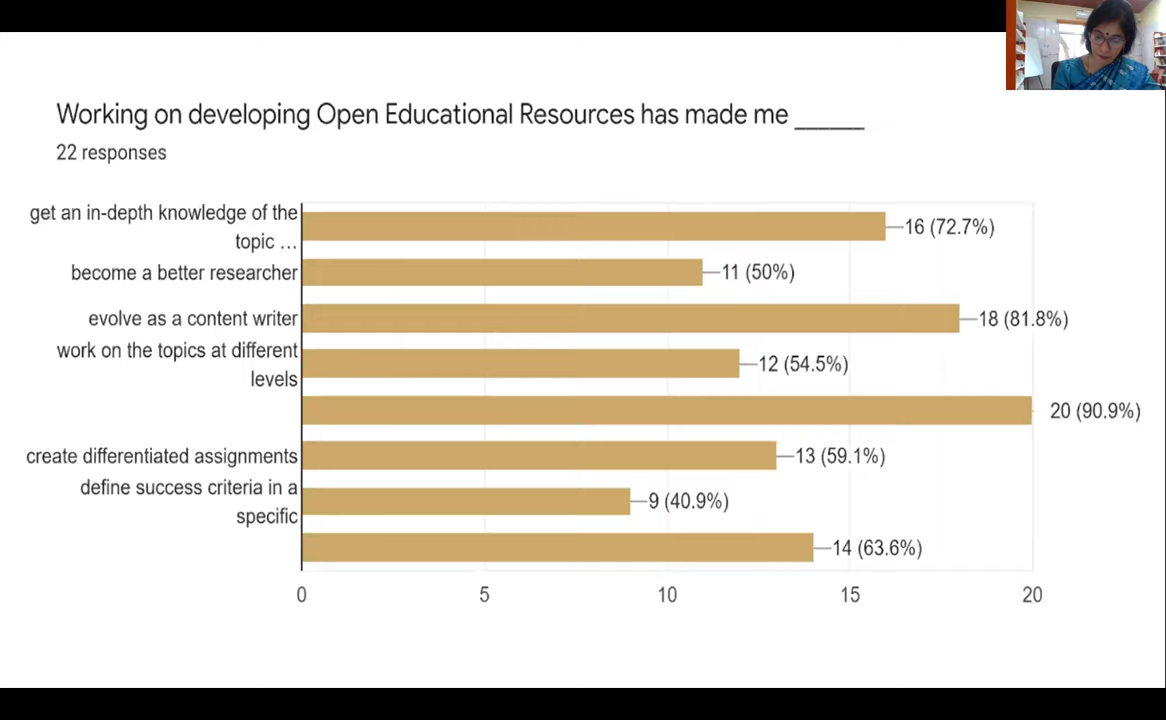 Working on developing Open Educational Resources has made me _____
22 responses
get an in-depth knowledge of the
topic …
16 (72.7%)
become a better researcher
11 (50%)
evolve as a content writer
18 (81.8%)
work on the topics at different
levels
12 (54.5%)
20 (90.9%)
create differentiated assignments
13 (59.1%)
define success criteria in a
specific
9 (40.9%)
14 (63.6%)
0 5 10 15 20